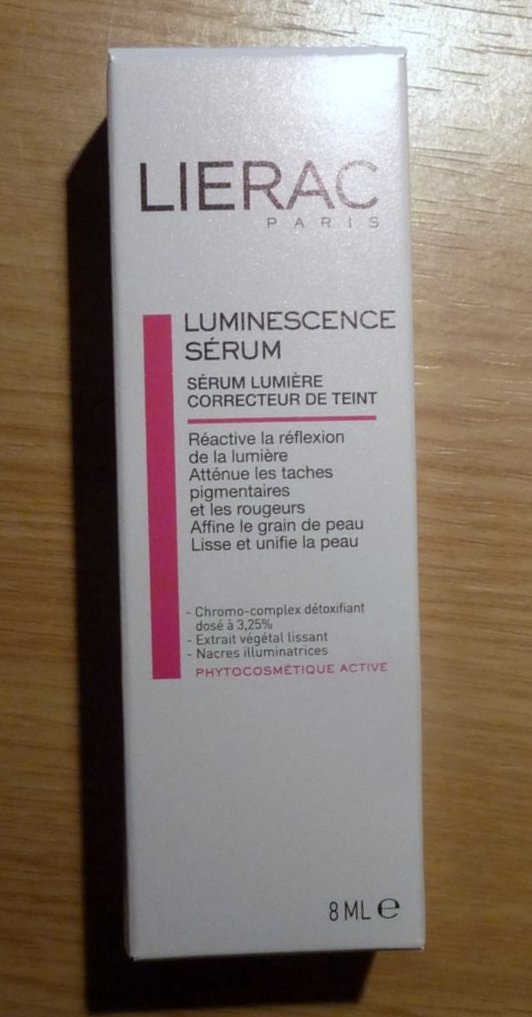 LIERAC
PARIS
LUMINESCENCE
SÉRUM
SÉRUM LUMIÈRE
CORRECTEUR DE TEINT
Réactive la réflexion
de la lumière
Atténue les taches
pigmentaires
et les rougeurs
Affine le grain de peau
Lisse et unifie la peau
- Chromo-complex détoxifiant
dosé à 3,25%
- Extrait végétal lissant
- Nacres illuminatrices
PHYTOCOSMÉTIQUE ACTIVE
8 ML ℮